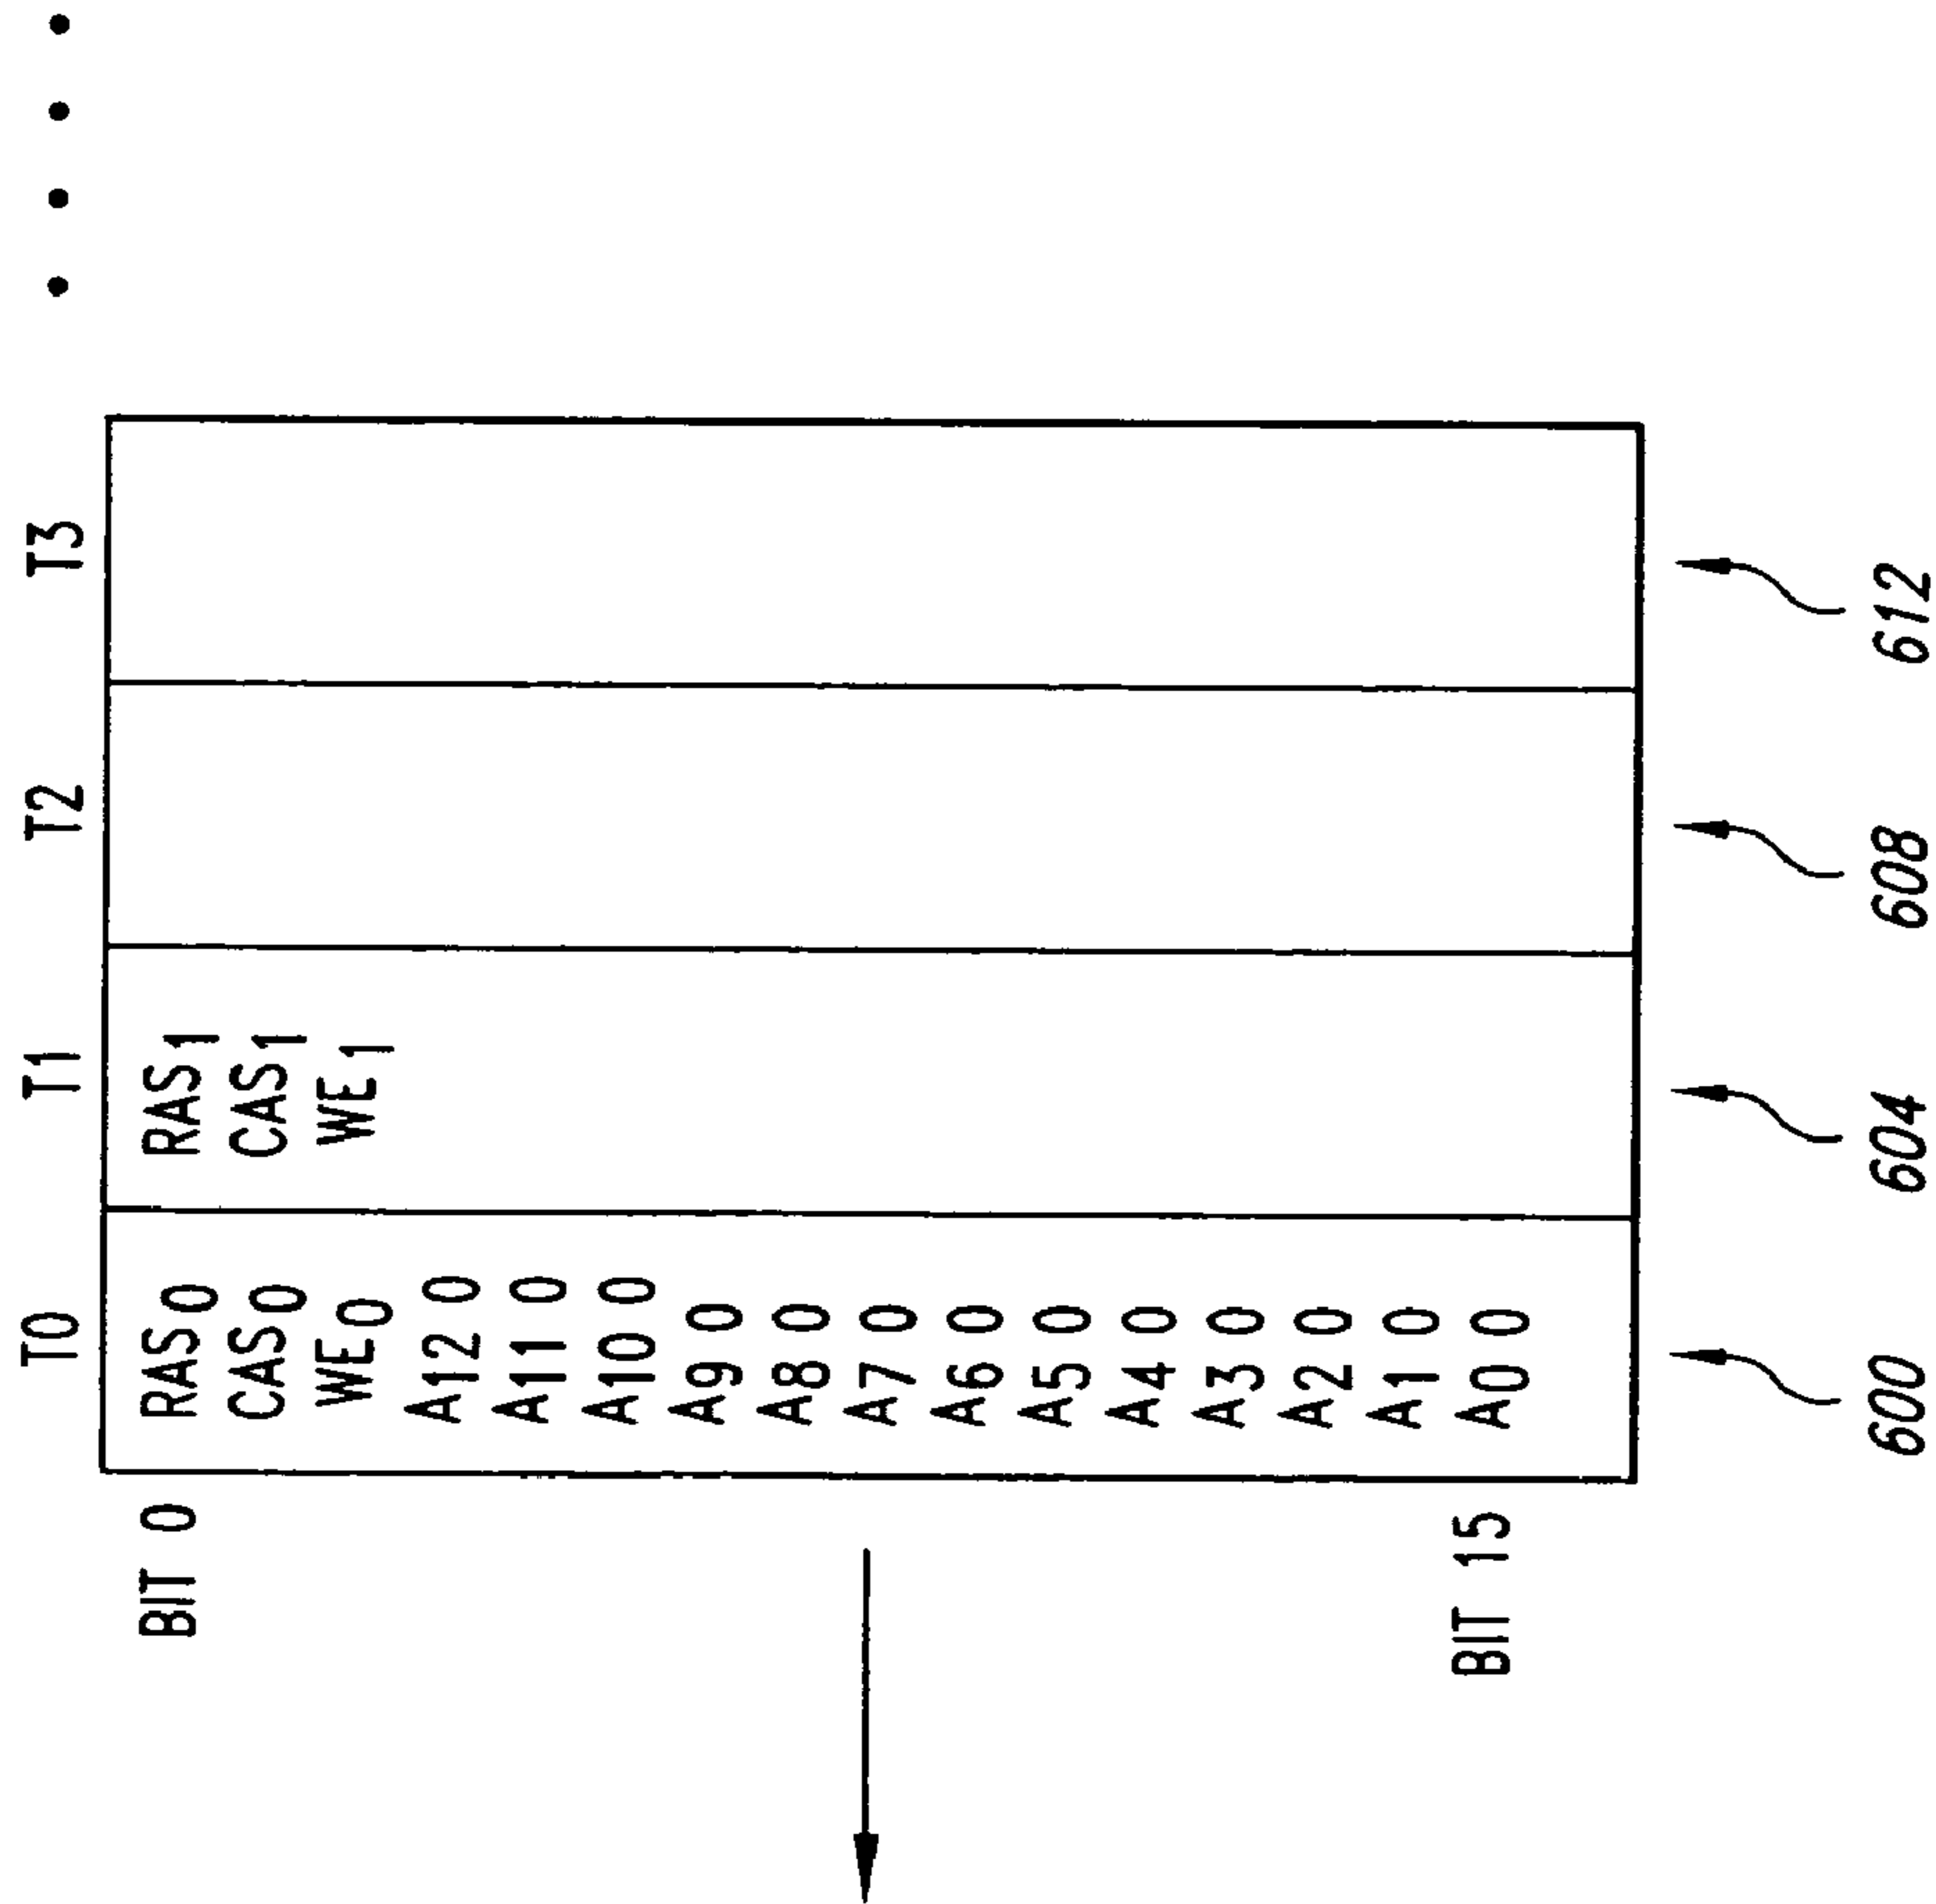 T0 T1 T2 T3
BIT 0 RAS0 RAS1
CAS0 CAS1
WE0 WE1
A12 0
A11 0
A10 0
A9 0
A8 0
A7 0
A6 0
A5 0
A4 0
A3 0
A2 0
A1 0
BIT 15 A0 0
600 604 608 612